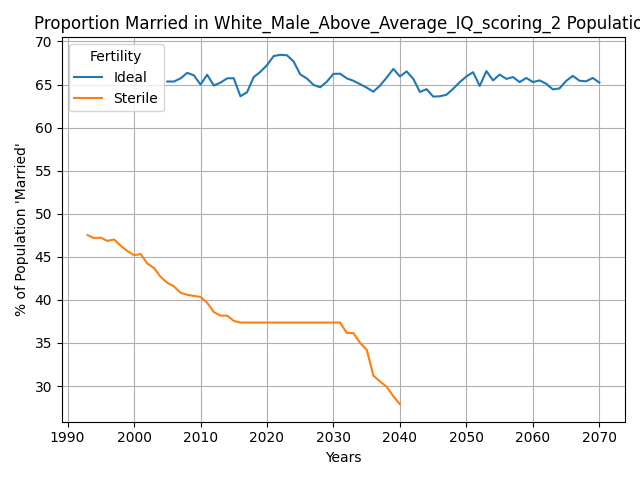 Proportion Married in White_Male_Above_Average_IQ_scoring_2 Populatio
Fertility
Ideal
Sterile
% of Population 'Married'
70
65
60
55
50
45
40
35
30
1990 2000 2010 2020 2030 2040 2050 2060 2070
Years